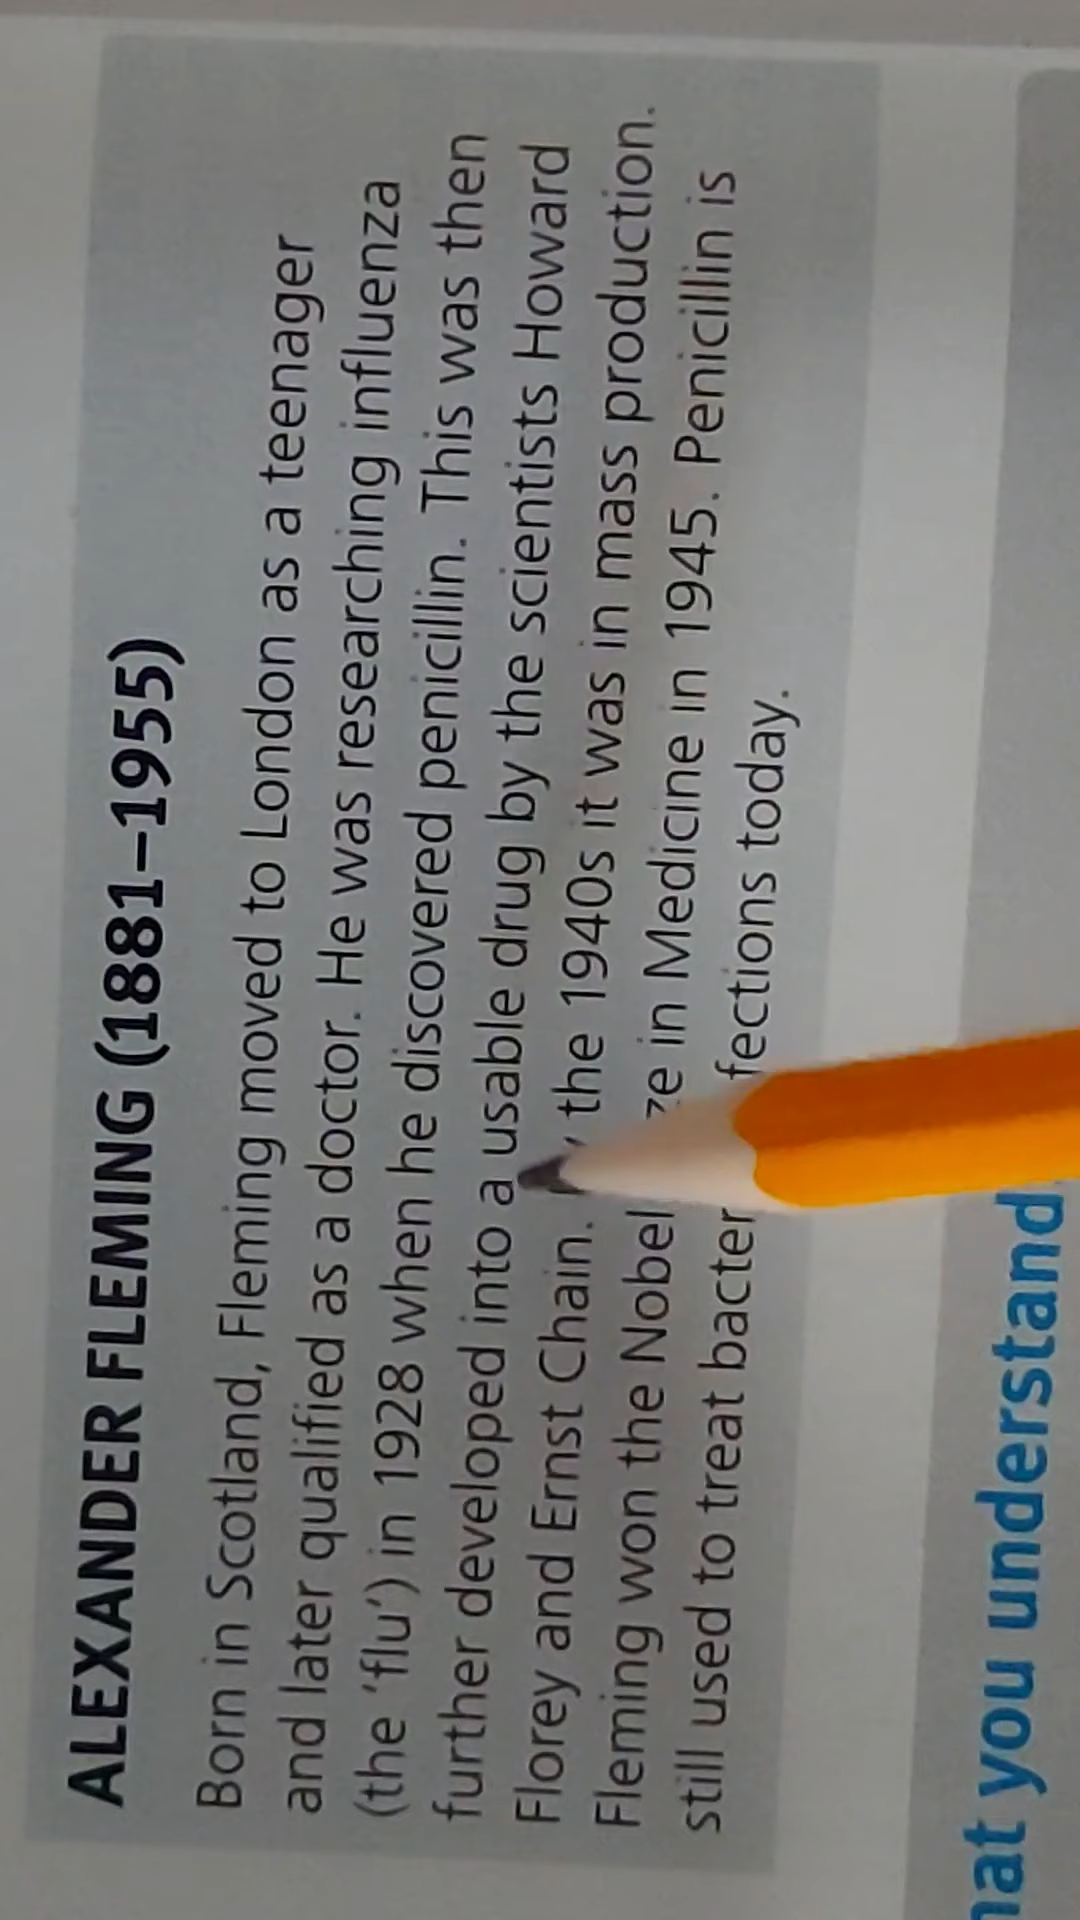 ALEXANDER FLEMING (1881–1955)
Born in Scotland, Fleming moved to London as a teenager
and later qualified as a doctor. He was researching influenza
(the ‘flu’) in 1928 when he discovered penicillin. This was then
further developed into a usable drug by the scientists Howard
Florey and Ernst Chain. the 1940s it was in mass production.
Fleming won the Nobel in Medicine in 1945. Penicillin is
still used to treat today.
you understand